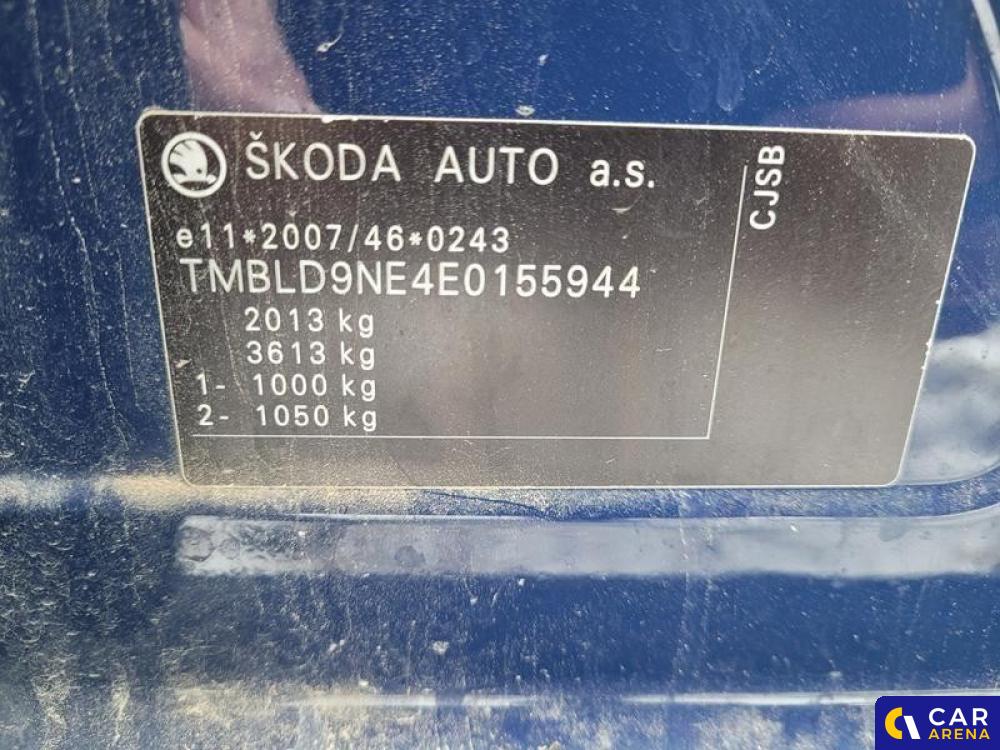 ŠKODA AUTO a.s.
e11*2007/46*0243
TMBLD9NE4E0155944
2013 kg
3613 kg
1- 1000 kg
2- 1050 kg
CJSB
CAR
ARENA